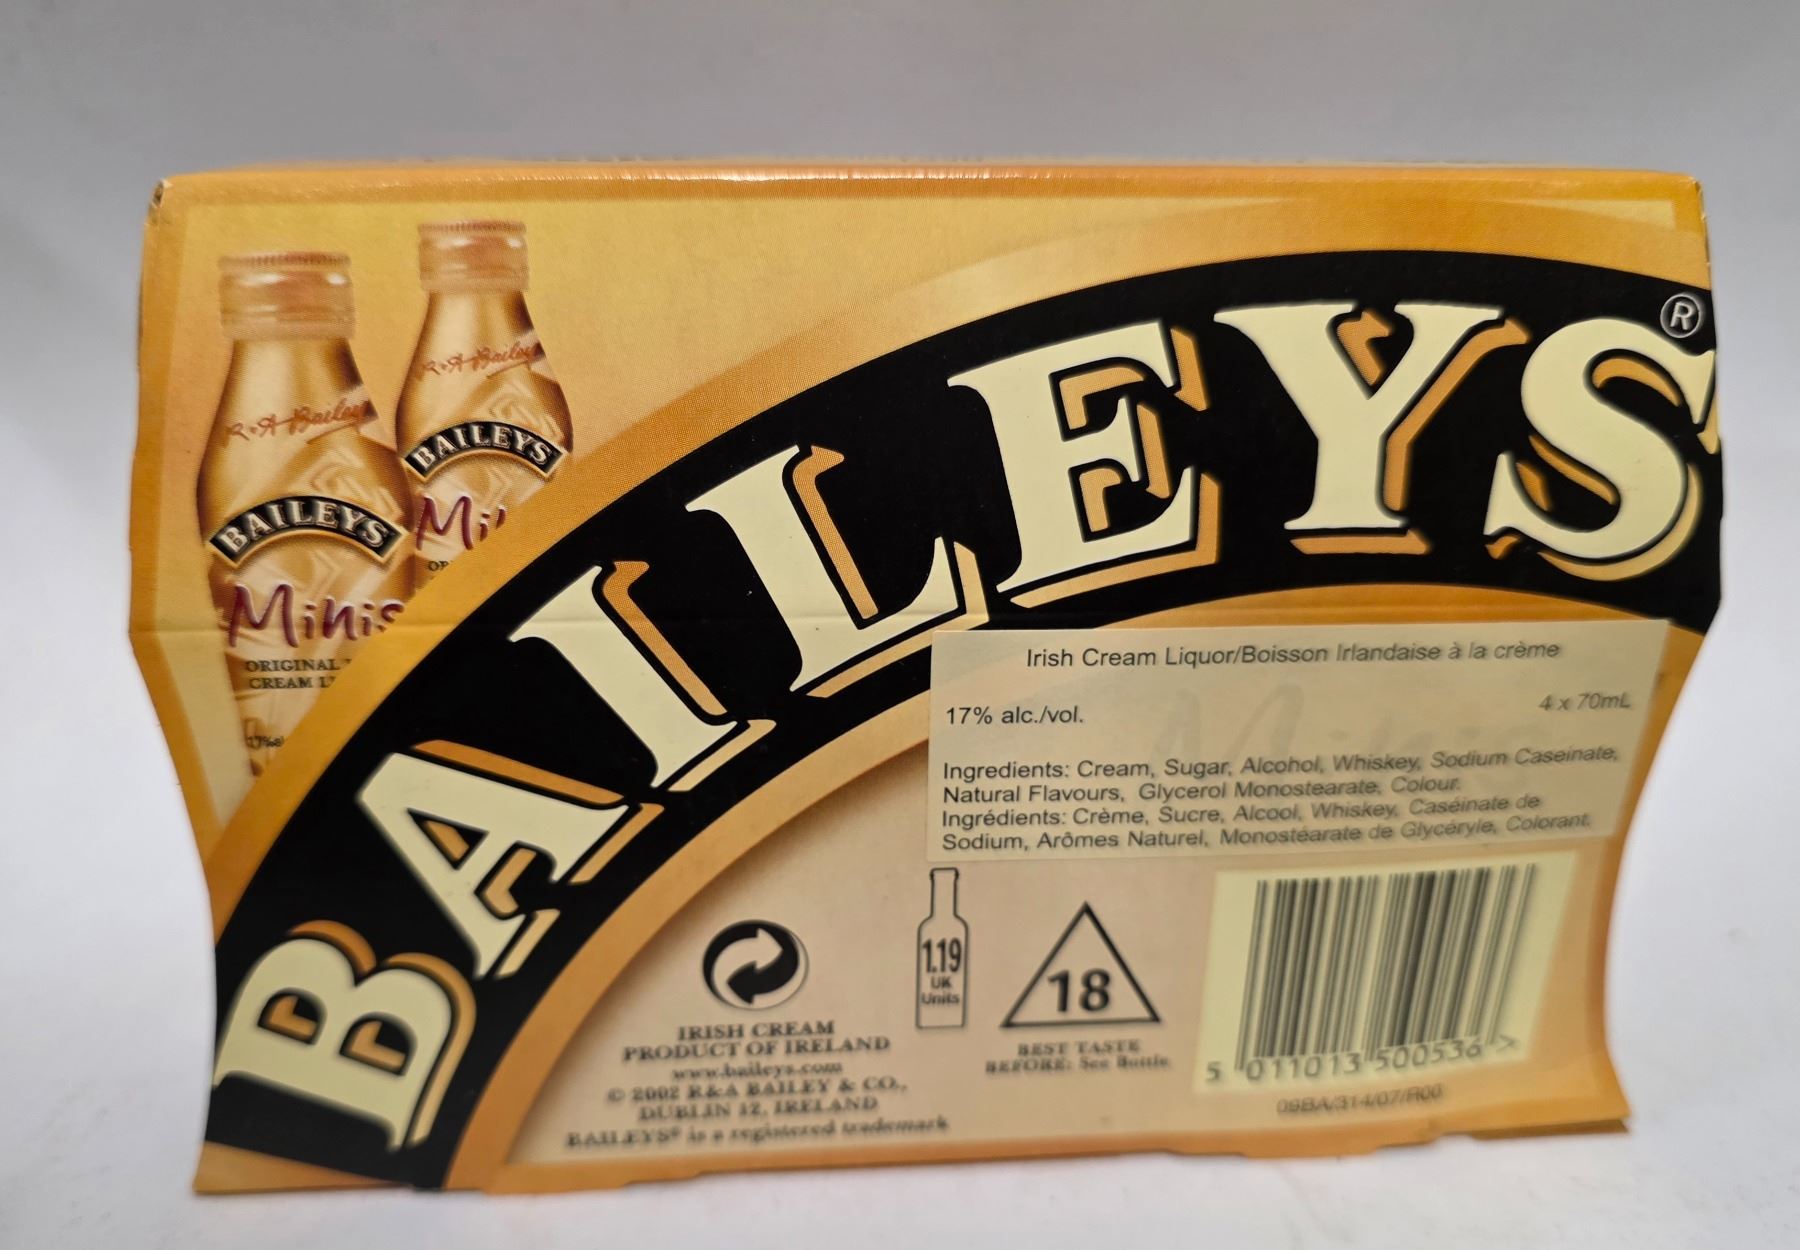 BAILEYS®
R&A Bailey
BAILEYS
Minis
ORIGINAL
CREAM
17%
R&A Bailey
BAILEYS
Irish Cream Liquor/Boisson Irlandaise à la crème
4 x 70mL
17% alc./vol.
Ingredients: Cream, Sugar, Alcohol, Whiskey, Sodium Caseinate,
Natural Flavours, Glycerol Monostearate, Colour.
Ingrédients: Crème, Sucre, Alcool, Whiskey, Caséinate de
Sodium, Arômes Naturel, Monostéarate de Glycéryle, Colorant.
1.19
UK
Units
18
IRISH CREAM
PRODUCT OF IRELAND
www.baileys.com
© 2002 R&A BAILEY & CO.,
DUBLIN 12, IRELAND
BAILEYS® is a registered trademark
BEST TASTE
BEFORE: See Bottle
5 011013 500536 >
09BA/314/07/R00